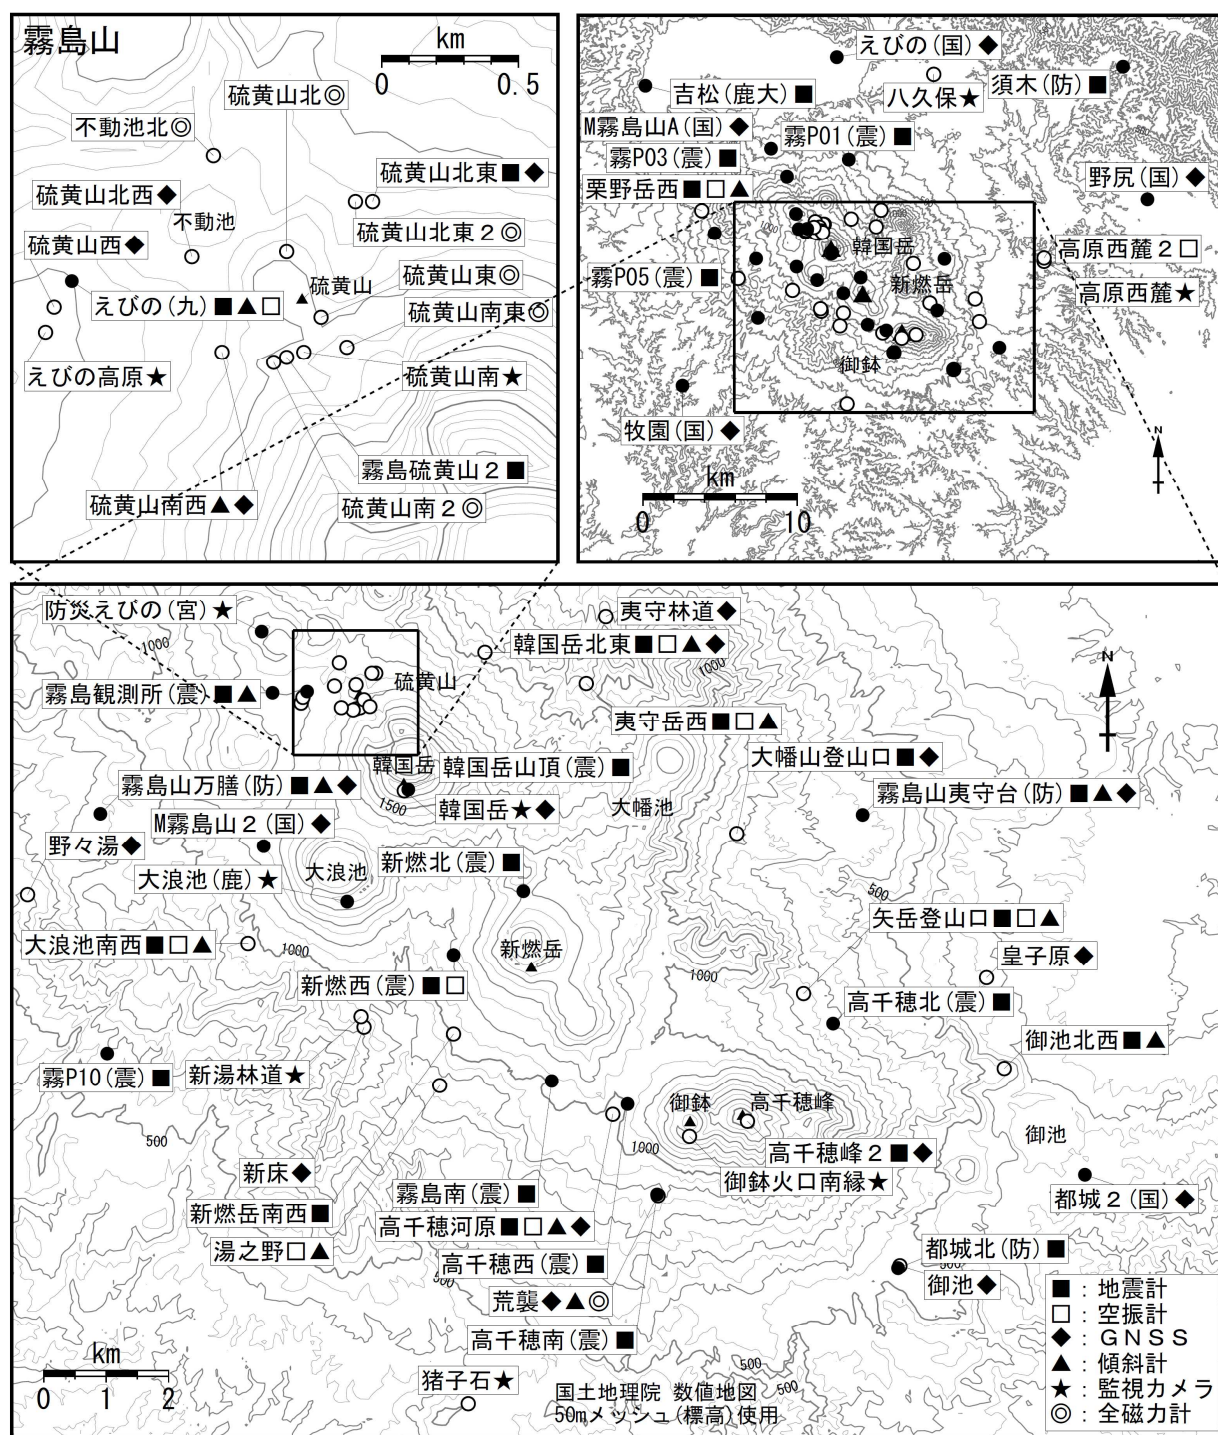 霧島山
km
0 0.5
硫黄山北◎
不動池北◎
硫黄山北東■◆
硫黄山北西◆
不動池
硫黄山北東２◎
硫黄山西◆
硫黄山東◎
硫黄山
えびの(九)■▲□
硫黄山南東◎
えびの高原★
硫黄山南★
霧島硫黄山２■
硫黄山南西▲◆
硫黄山南２◎
えびの(国)◆
吉松(鹿大)■
八久保★
須木(防)■
M霧島山A(国)◆
霧P01(震)■
霧P03(震)■
栗野岳西■□▲
野尻(国)◆
1000
500
韓国岳
高原西麓２□
霧P05(震)■
新燃岳
高原西麓★
御鉢
牧園(国)◆
km
0 10
N
防災えびの(宮)★
夷守林道◆
1000
韓国岳北東■□▲◆
1000
N
霧島観測所(震)■▲
硫黄山
夷守岳西■□▲
大幡山登山口■◆
韓国岳
韓国岳山頂(震)■
霧島山万膳(防)■▲◆
1500
韓国岳★◆
大幡池
霧島山夷守台(防)■▲◆
M霧島山２(国)◆
野々湯◆
新燃北(震)■
大浪池
大浪池(鹿)★
500
矢岳登山口■□▲
大浪池南西■□▲
1000
新燃岳
皇子原◆
1000
新燃西(震)■□
高千穂北(震)■
御池北西■▲
霧P10(震)■
新湯林道★
御鉢
高千穂峰
500
1000
御池
新床◆
高千穂峰２■◆
御鉢火口南縁★
霧島南(震)■
都城２(国)◆
新燃岳南西■
高千穂河原■□▲◆
湯之野□▲
高千穂西(震)■
都城北(防)■
500
御池◆
荒襲◆▲◎
高千穂南(震)■
km
0 1 2
猪子石★
500
500
国土地理院 数値地図
50mメッシュ(標高)使用
■：地震計
□：空振計
◆：ＧＮＳＳ
▲：傾斜計
★：監視カメラ
◎：全磁力計